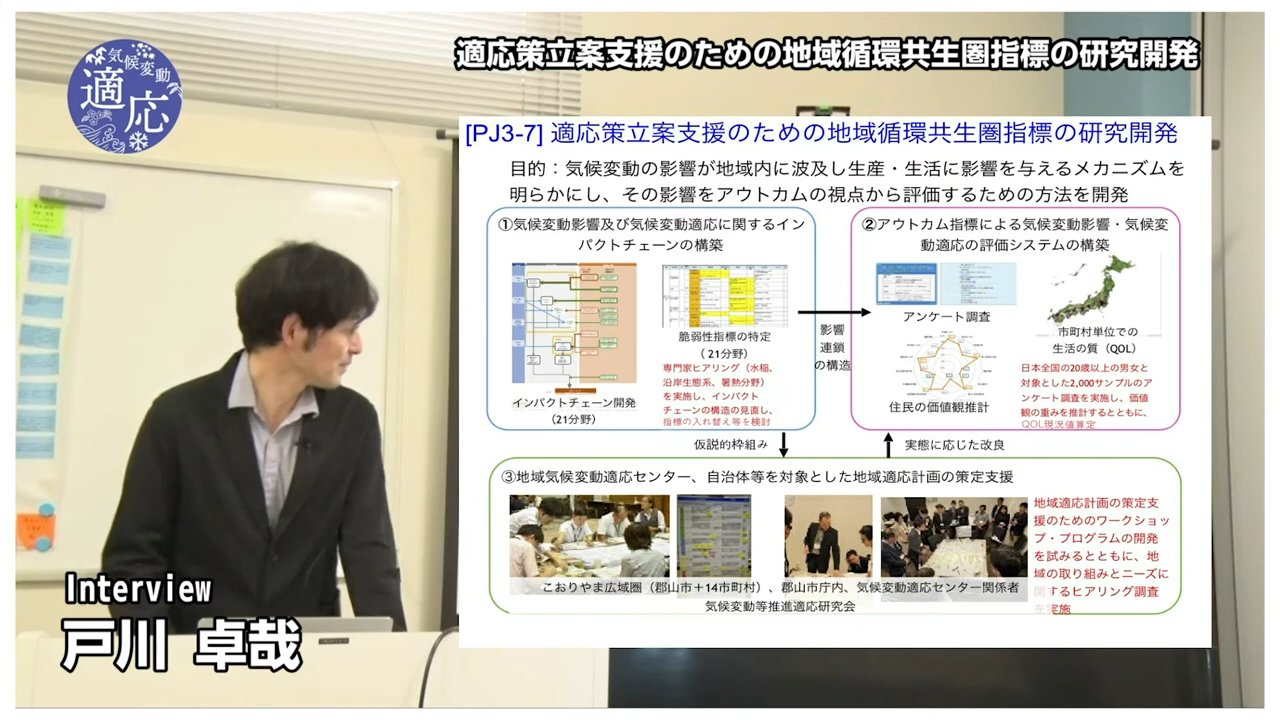 気候変動
適応
適応策立案支援のための地域循環共生圏指標の研究開発
[PJ3-7] 適応策立案支援のための地域循環共生圏指標の研究開発
目的：気候変動の影響が地域内に波及し生産・生活に影響を与えるメカニズムを
明らかにし、その影響をアウトカムの視点から評価するための方法を開発
①気候変動影響及び気候変動適応に関するイン
パクトチェーンの構築
インパクトチェーン開発
（21分野）
脆弱性指標の特定
（21分野）
専門家ヒアリング（水稲、
沿岸生態系、暑熱分野）
を実施し、インパクト
チェーンの構造の見直し、
指標の入れ替え等を検討
影響
連鎖
の構造
②アウトカム指標による気候変動影響・気候変
動適応の評価システムの構築
アンケート調査
住民の価値観推計
市町村単位での
生活の質（QOL）
日本全国の20歳以上の男女と
対象とした2,000サンプルのア
ンケート調査を実施し、価値
観の重みを推計するとともに、
QOL現況値算定
仮説的枠組み
実態に応じた改良
③地域気候変動適応センター、自治体等を対象とした地域適応計画の策定支援
こおりやま広域圏（郡山市＋14市町村）、郡山市庁内、気候変動適応センター関係者
気候変動等推進適応研究会
地域適応計画の策定支
援のためのワークショッ
プ・プログラムの開発
を試みるとともに、地
域の取り組みとニーズに
関するヒアリング調査
を実施
Interview
戸川 卓哉